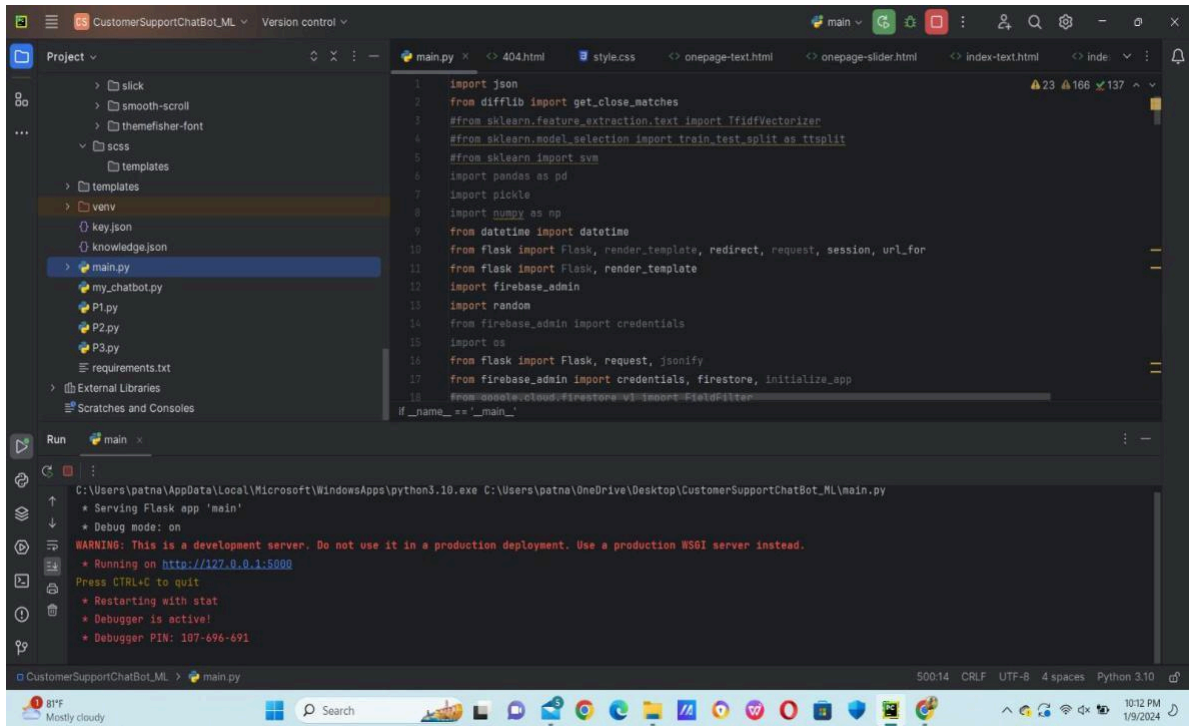 CS CustomerSupportChatBot_ML Version control main
Project
main.py 404.html style.css onepage-text.html onepage-slider.html index-text.html inde
slick
smooth-scroll
themefisher-font
scss
templates
templates
venv
key.json
knowledge.json
main.py
my_chatbot.py
P1.py
P2.py
P3.py
requirements.txt
External Libraries
Scratches and Consoles
23 166 137
1 import json
2 from difflib import get_close_matches
3 #from sklearn.feature_extraction.text import TfidfVectorizer
4 #from sklearn.model_selection import train_test_split as ttsplit
5 #from sklearn import svm
6 import pandas as pd
7 import pickle
8 import numpy as np
9 from datetime import datetime
10 from flask import Flask, render_template, redirect, request, session, url_for
11 from flask import Flask, render_template
12 import firebase_admin
13 import random
14 from firebase_admin import credentials
15 import os
16 from flask import Flask, request, jsonify
17 from firebase_admin import credentials, firestore, initialize_app
18 from google.cloud.firestore_v1 import FieldFilter
if __name__ == '__main__'
Run main
C:\Users\patna\AppData\Local\Microsoft\WindowsApps\python3.10.exe C:\Users\patna\OneDrive\Desktop\CustomerSupportChatBot_ML\main.py
* Serving Flask app 'main'
* Debug mode: on
WARNING: This is a development server. Do not use it in a production deployment. Use a production WSGI server instead.
* Running on http://127.0.0.1:5000
Press CTRL+C to quit
* Restarting with stat
* Debugger is active!
* Debugger PIN: 107-696-691
CustomerSupportChatBot_ML > main.py
500:14 CRLF UTF-8 4 spaces Python 3.10
1
81°F
Mostly cloudy
Search
10:12 PM
1/9/2024